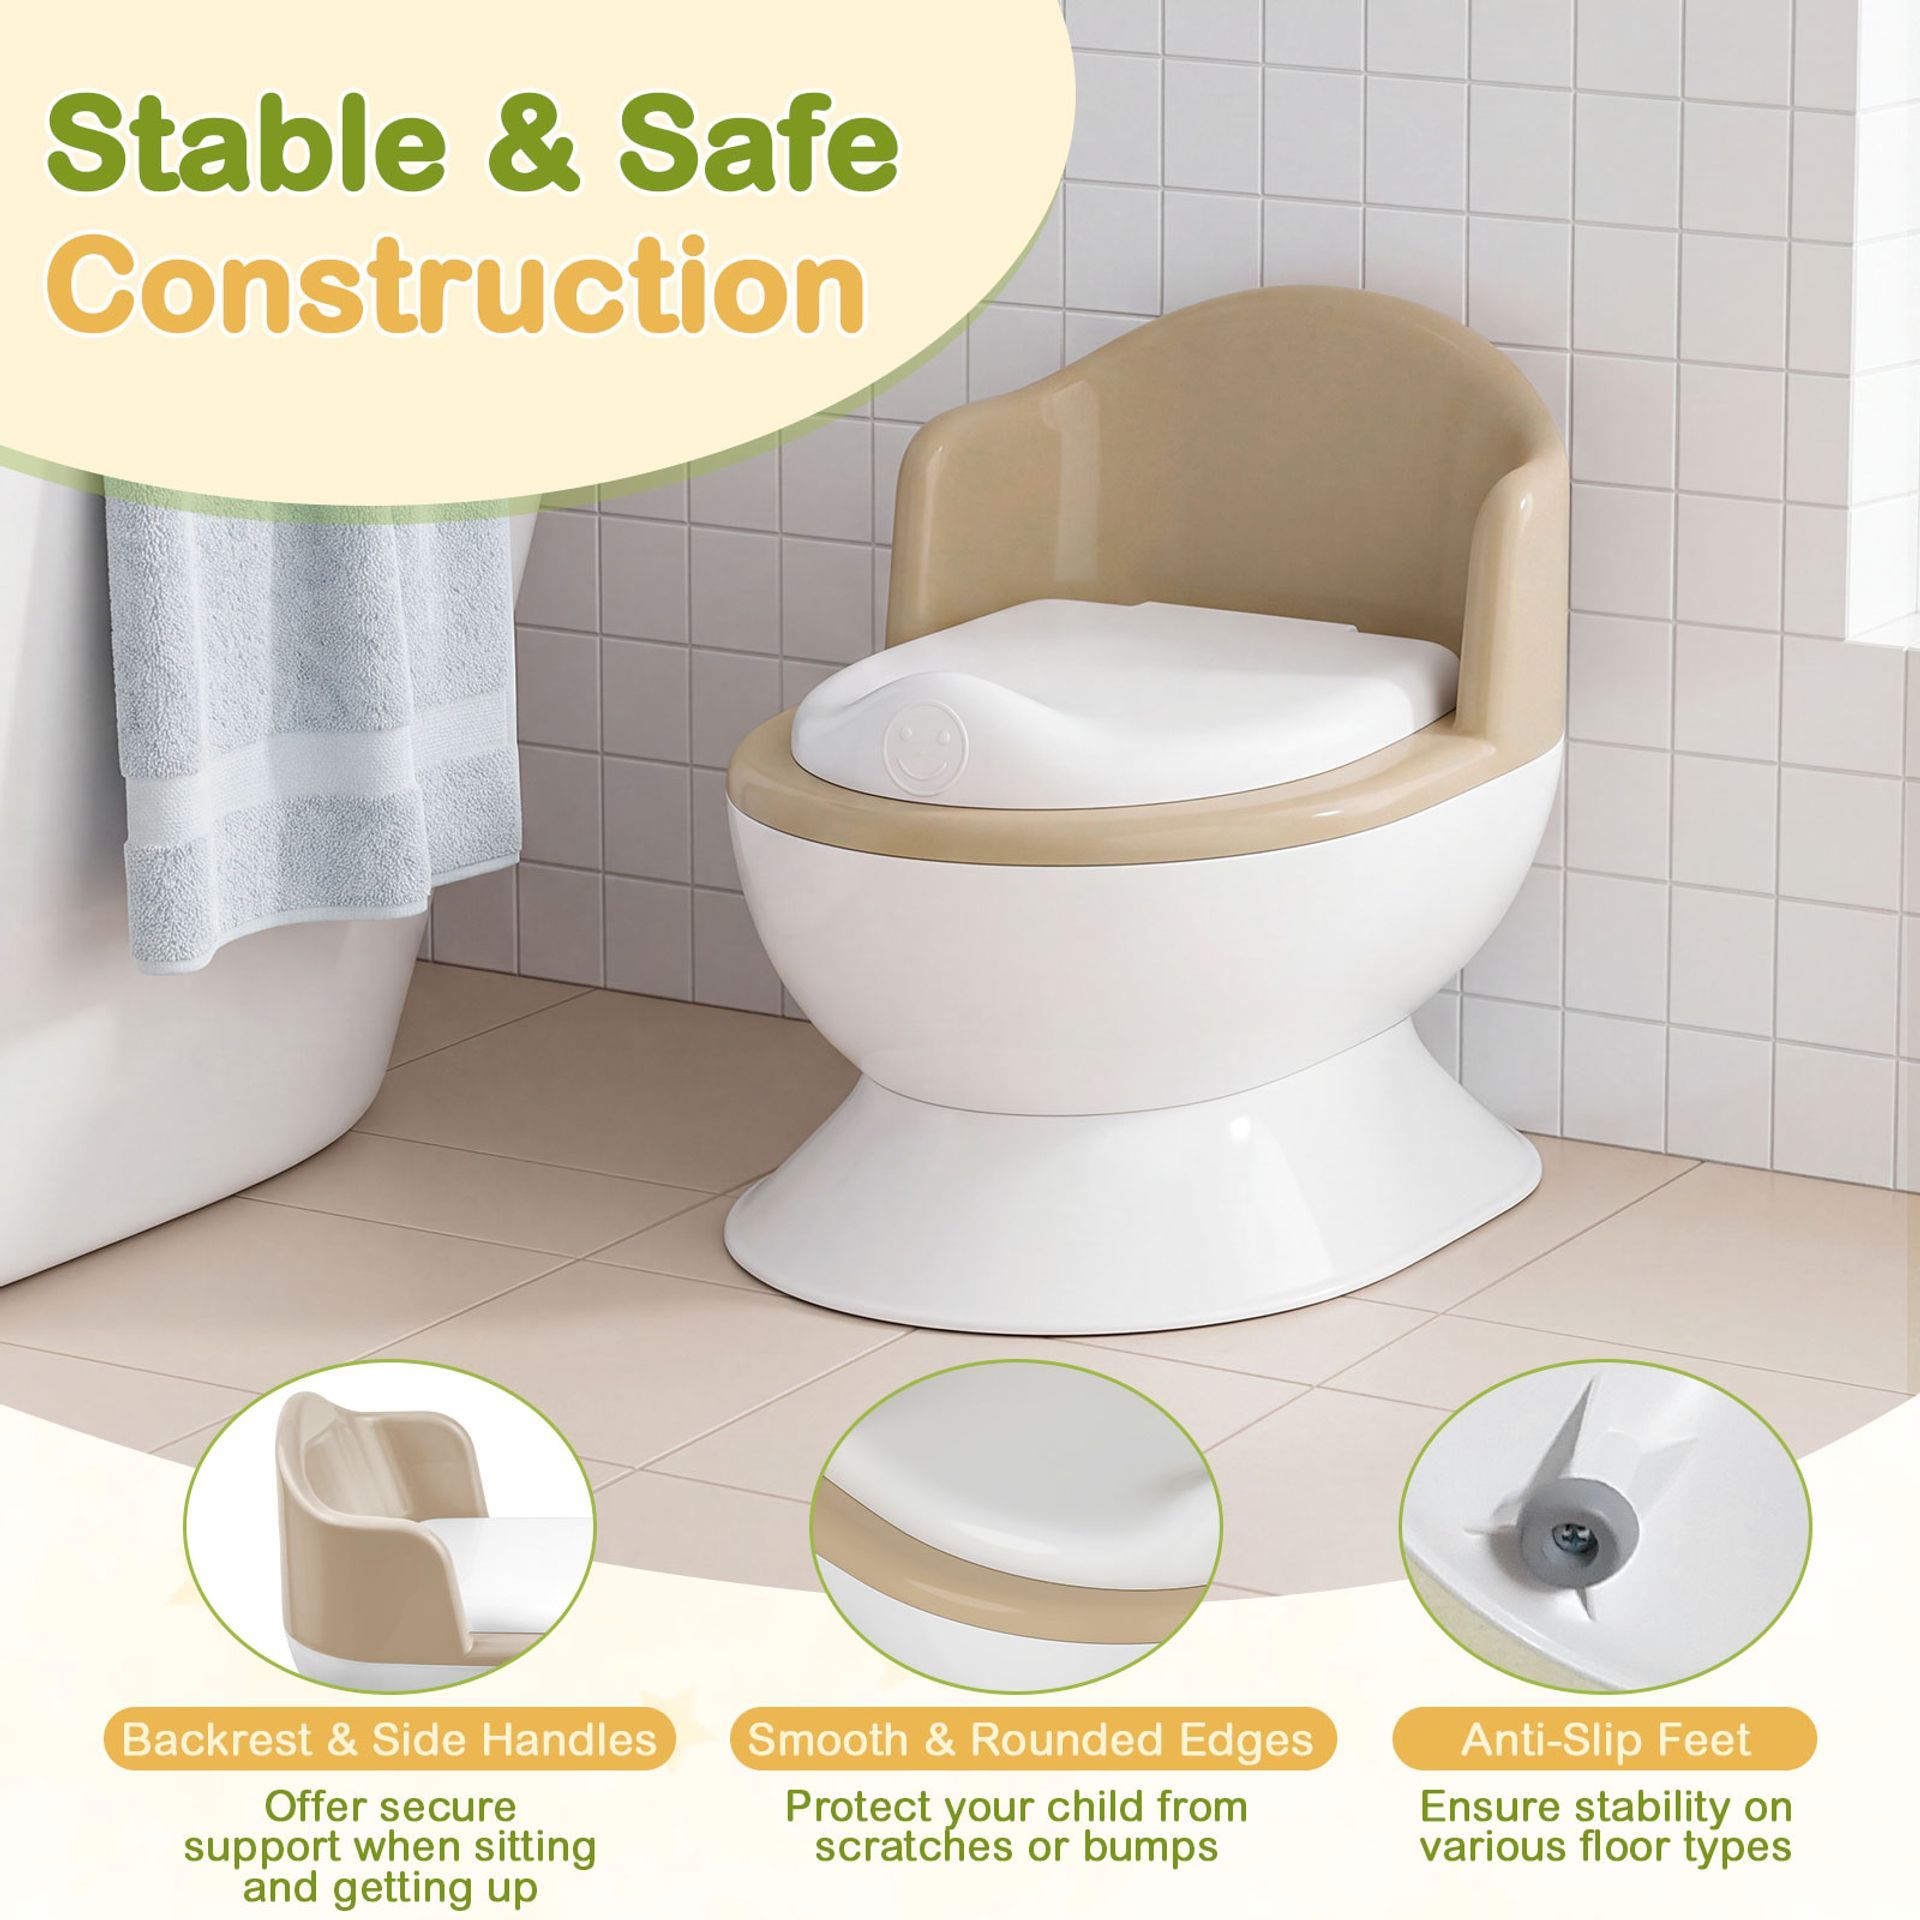 Stable & Safe
Construction
Backrest & Side Handles
Offer secure
support when sitting
and getting up
Smooth & Rounded Edges
Protect your child from
scratches or bumps
Anti-Slip Feet
Ensure stability on
various floor types